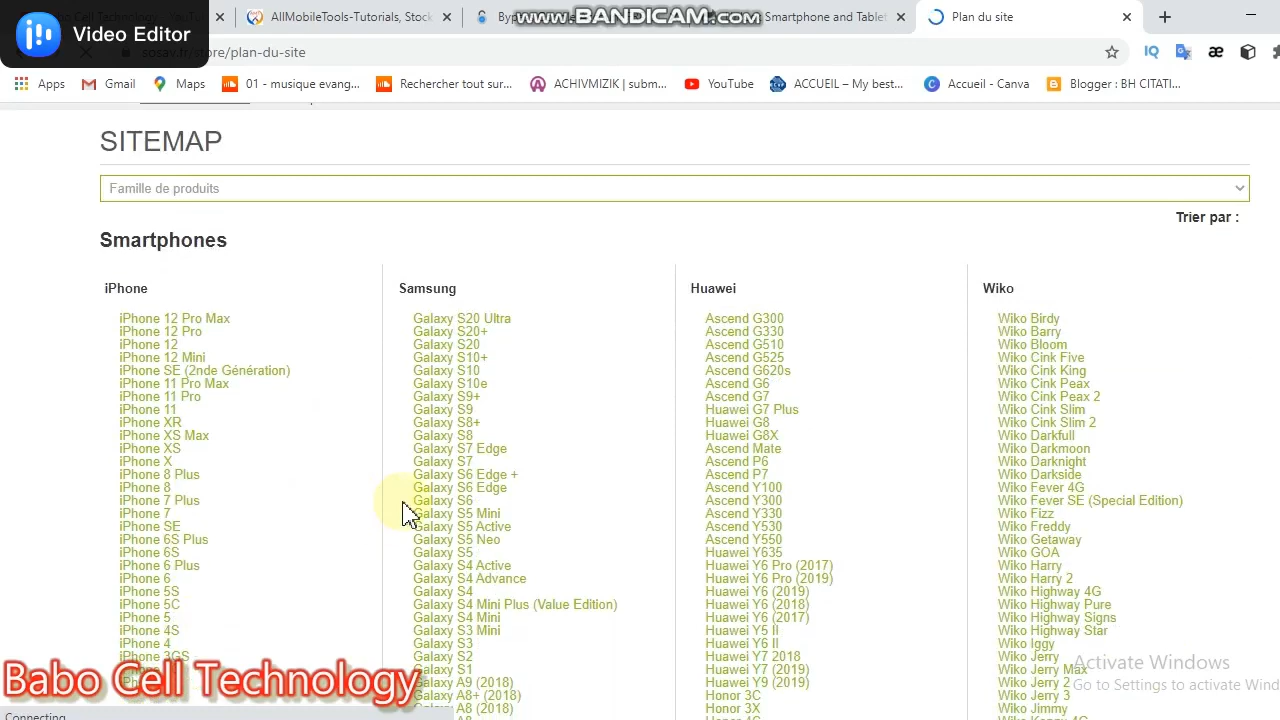 YouTube
AllMobileTools-Tutorials, Stock
Byp
www.BANDICAM.com
Smartphone and Tablet
Plan du site
Video Editor
sosav.fr/store/plan-du-site
IQ
æ
Apps
Gmail
Maps
01 - musique evang...
Rechercher tout sur...
ACHIVMIZIK | subm...
YouTube
ACCUEIL – My best...
Accueil - Canva
Blogger : BH CITATI...
SITEMAP
Famille de produits
Trier par :
Smartphones
iPhone
iPhone 12 Pro Max
iPhone 12 Pro
iPhone 12
iPhone 12 Mini
iPhone SE (2nde Génération)
iPhone 11 Pro Max
iPhone 11 Pro
iPhone 11
iPhone XR
iPhone XS Max
iPhone XS
iPhone X
iPhone 8 Plus
iPhone 8
iPhone 7 Plus
iPhone 7
iPhone SE
iPhone 6S Plus
iPhone 6S
iPhone 6 Plus
iPhone 6
iPhone 5S
iPhone 5C
iPhone 5
iPhone 4S
iPhone 4
iPhone 3GS
Samsung
Galaxy S20 Ultra
Galaxy S20+
Galaxy S20
Galaxy S10+
Galaxy S10
Galaxy S10e
Galaxy S9+
Galaxy S9
Galaxy S8+
Galaxy S8
Galaxy S7 Edge
Galaxy S7
Galaxy S6 Edge +
Galaxy S6 Edge
Galaxy S6
Galaxy S5 Mini
Galaxy S5 Active
Galaxy S5 Neo
Galaxy S5
Galaxy S4 Active
Galaxy S4 Advance
Galaxy S4
Galaxy S4 Mini Plus (Value Edition)
Galaxy S4 Mini
Galaxy S3 Mini
Galaxy S3
Galaxy S2
Galaxy S1
Galaxy A9 (2018)
Galaxy A8+ (2018)
Galaxy A8 (2018)
Huawei
Ascend G300
Ascend G330
Ascend G510
Ascend G525
Ascend G620s
Ascend G6
Ascend G7
Huawei G7 Plus
Huawei G8
Huawei G8X
Ascend Mate
Ascend P6
Ascend P7
Ascend Y100
Ascend Y300
Ascend Y330
Ascend Y530
Ascend Y550
Huawei Y635
Huawei Y6 Pro (2017)
Huawei Y6 Pro (2019)
Huawei Y6 (2019)
Huawei Y6 (2018)
Huawei Y6 (2017)
Huawei Y5 II
Huawei Y6 II
Huawei Y7 2018
Huawei Y7 (2019)
Huawei Y9 (2019)
Honor 3C
Honor 3X
Wiko
Wiko Birdy
Wiko Barry
Wiko Bloom
Wiko Cink Five
Wiko Cink King
Wiko Cink Peax
Wiko Cink Peax 2
Wiko Cink Slim
Wiko Cink Slim 2
Wiko Darkfull
Wiko Darkmoon
Wiko Darknight
Wiko Darkside
Wiko Fever 4G
Wiko Fever SE (Special Edition)
Wiko Fizz
Wiko Freddy
Wiko Getaway
Wiko GOA
Wiko Harry
Wiko Harry 2
Wiko Highway 4G
Wiko Highway Pure
Wiko Highway Signs
Wiko Highway Star
Wiko Iggy
Wiko Jerry
Wiko Jerry Max
Wiko Jerry 2
Wiko Jerry 3
Wiko Jimmy
Activate Windows
Go to Settings to activate Wind
Babo Cell Technology
Connecting